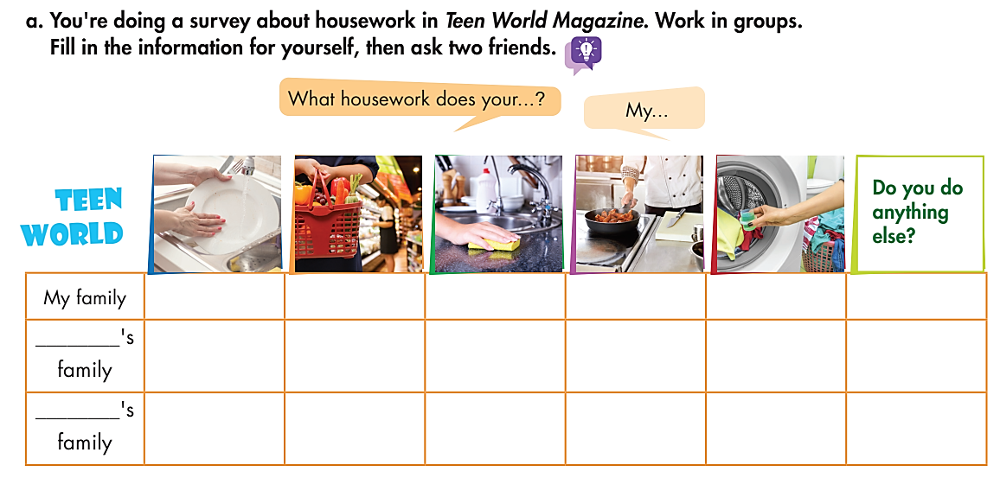 a. You're doing a survey about housework in Teen World Magazine. Work in groups.
Fill in the information for yourself, then ask two friends.
What housework does your...?
My...
TEEN
WORLD
Do you do
anything
else?
My family
________'s
family
________'s
family